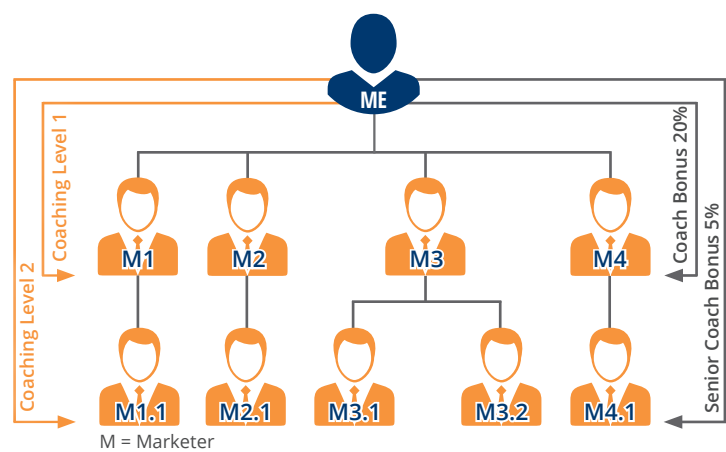 ME
Coaching Level 1
Coach Bonus 20%
M1
M2
M3
M4
Coaching Level 2
Senior Coach Bonus 5%
M1.1
M2.1
M3.1
M3.2
M4.1
M = Marketer